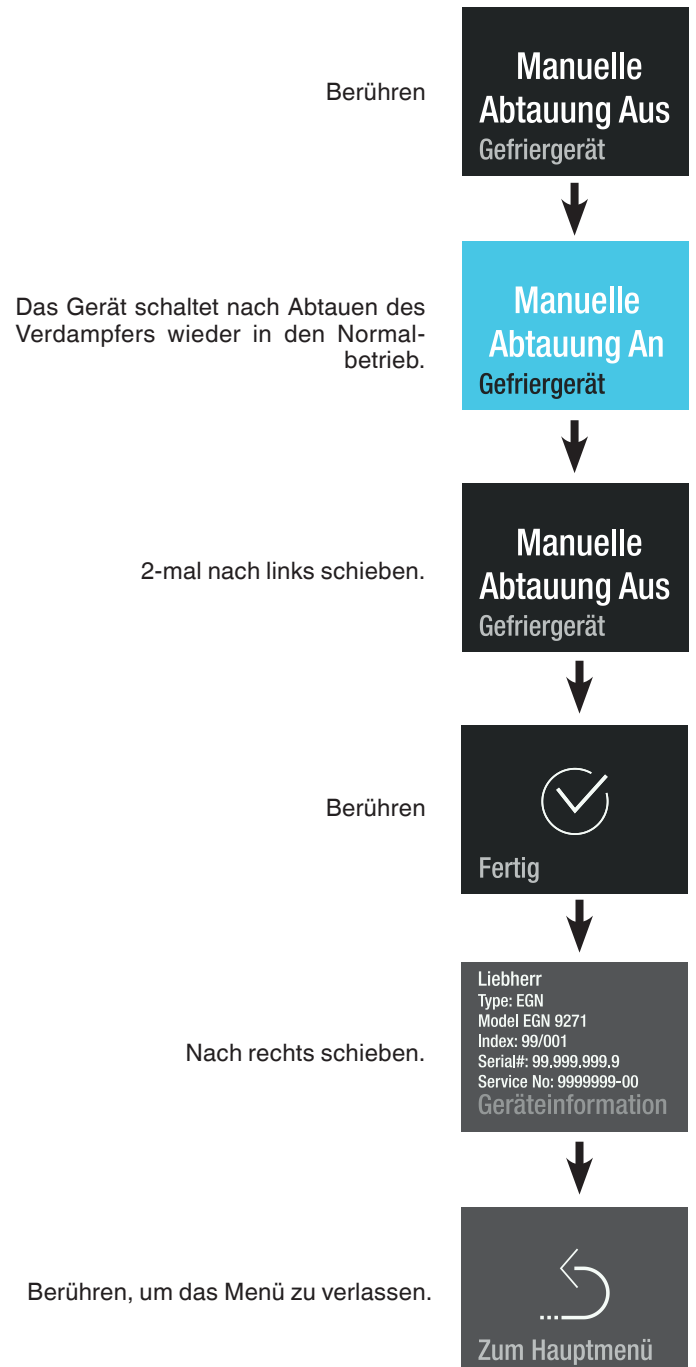 Berühren
Manuelle
Abtauung Aus
Gefriergerät
Das Gerät schaltet nach Abtauen des
Verdampfers wieder in den Normal-
betrieb.
Manuelle
Abtauung An
Gefriergerät
2-mal nach links schieben.
Manuelle
Abtauung Aus
Gefriergerät
Berühren
Fertig
Nach rechts schieben.
Liebherr
Type: EGN
Model EGN 9271
Index: 99/001
Serial#: 99.999.999.9
Service No: 9999999-00
Geräteinformation
Berühren, um das Menü zu verlassen.
Zum Hauptmenü